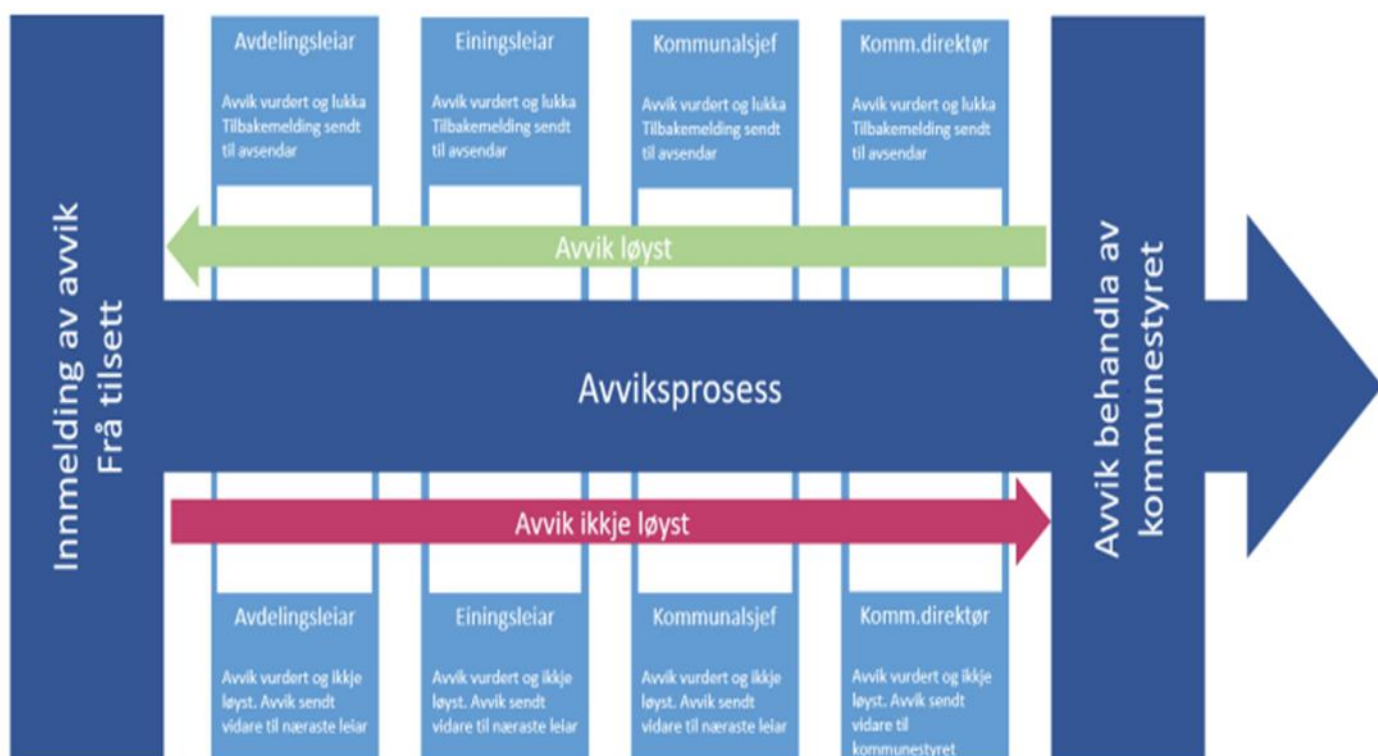 Innmelding av avvik
Frå tilsett
Avdelingsleiar
Avvik vurdert og lukka
Tilbakemelding sendt
til avsendar
Einingsleiar
Avvik vurdert og lukka
Tilbakemelding sendt
til avsendar
Kommunalsjef
Avvik vurdert og lukka
Tilbakemelding sendt
til avsendar
Komm.direktør
Avvik vurdert og lukka
Tilbakemelding sendt
til avsendar
Avvik løyst
Avviksprosess
Avvik ikkje løyst
Avdelingsleiar
Avvik vurdert og ikkje
løyst. Avvik sendt
vidare til næraste leiar
Einingsleiar
Avvik vurdert og ikkje
løyst. Avvik sendt
vidare til næraste leiar
Kommunalsjef
Avvik vurdert og ikkje
løyst. Avvik sendt
vidare til næraste leiar
Komm.direktør
Avvik vurdert og ikkje
løyst. Avvik sendt
vidare til
kommunestyret
Avvik behandla av
kommunestyret